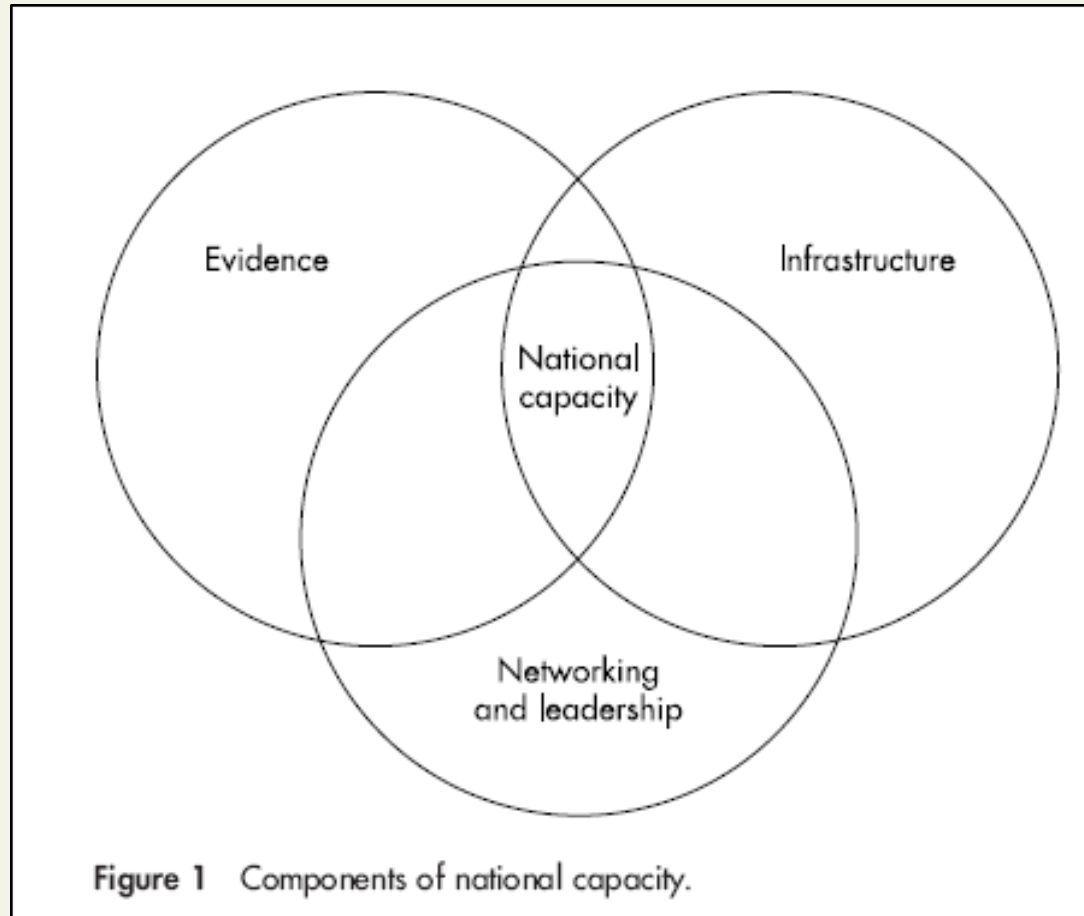 Evidence
Infrastructure
National
capacity
Networking
and leadership
Figure 1 Components of national capacity.